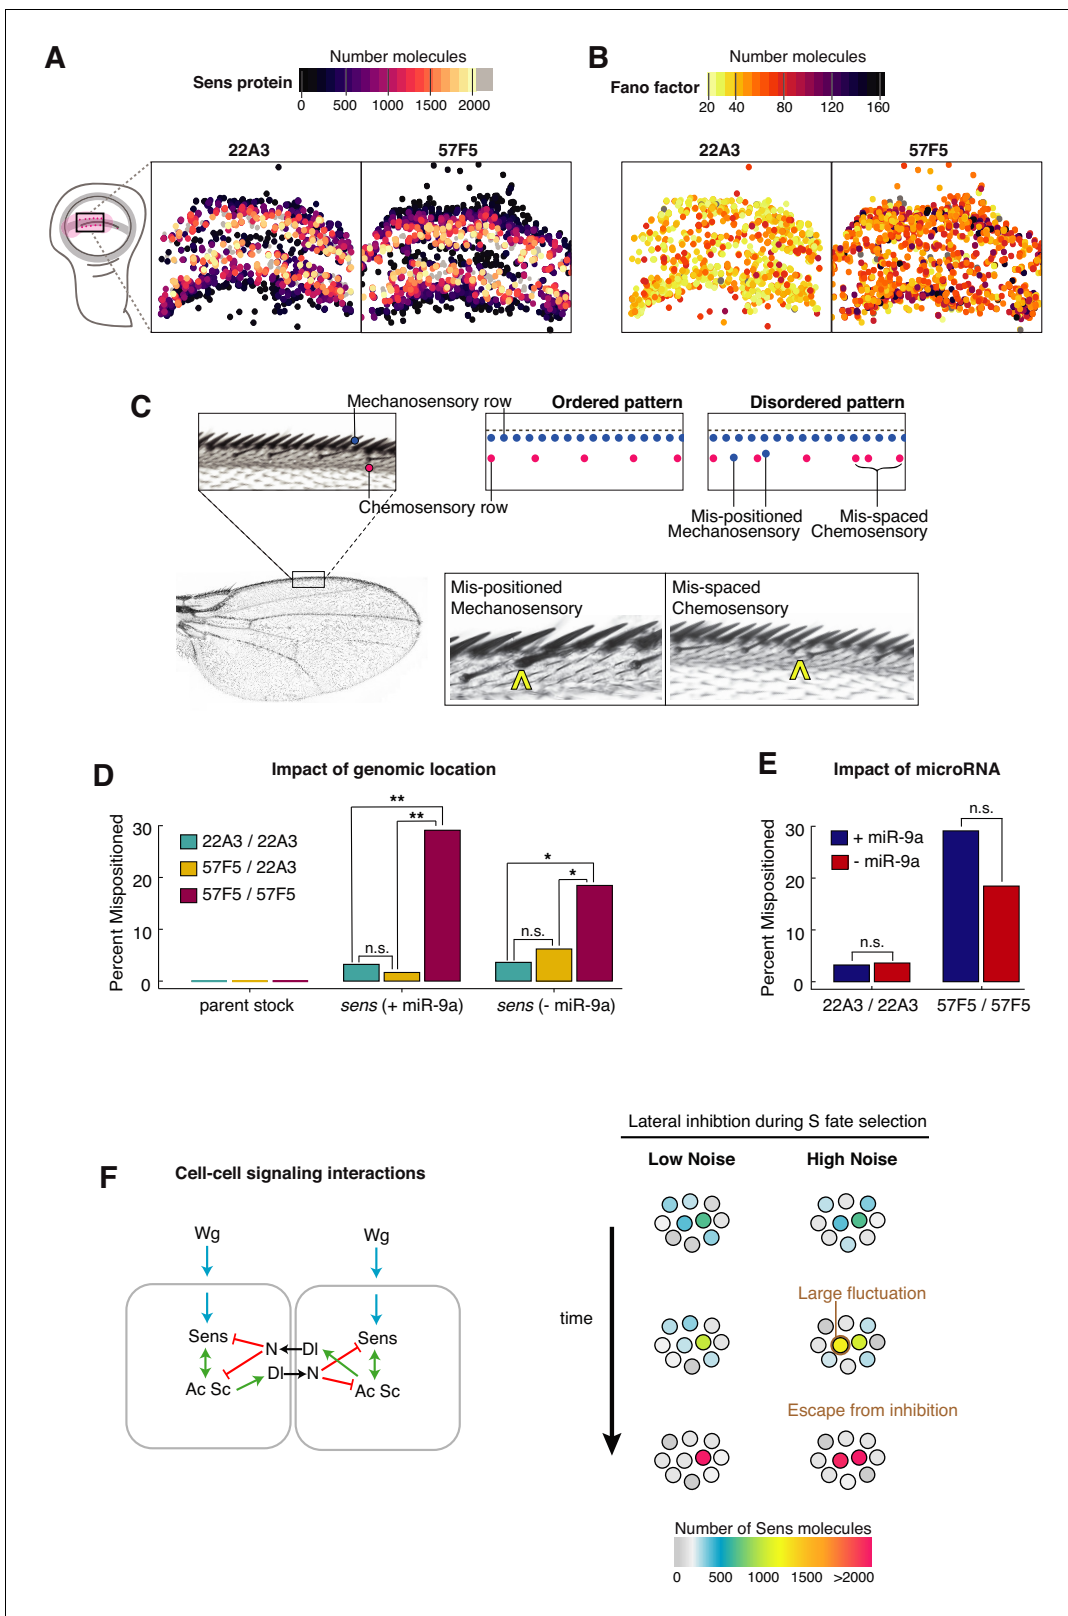 A
Number molecules
Sens protein
0 500 1000 1500 2000
22A3 57F5
B
Number molecules
Fano factor
20 40 80 120 160
22A3 57F5
C
Mechanosensory row
Chemosensory row
Ordered pattern
Disordered pattern
Mis-positioned
Mechanosensory
Mis-spaced
Chemosensory
Mis-positioned
Mechanosensory
Mis-spaced
Chemosensory
D
Impact of genomic location
Percent Mispositioned
30
20
10
0
22A3 / 22A3
57F5 / 22A3
57F5 / 57F5
**
**
n.s.
*
*
n.s.
parent stock
sens (+ miR-9a)
sens (- miR-9a)
E
Impact of microRNA
Percent Mispositioned
30
20
10
0
+ miR-9a
- miR-9a
n.s.
n.s.
22A3 / 22A3
57F5 / 57F5
F
Cell-cell signaling interactions
Wg
Wg
Sens
Sens
N
Dl
Dl
N
Ac Sc
Ac Sc
Lateral inhibtion during S fate selection
Low Noise
High Noise
time
Large fluctuation
Escape from inhibition
Number of Sens molecules
0 500 1000 1500 >2000